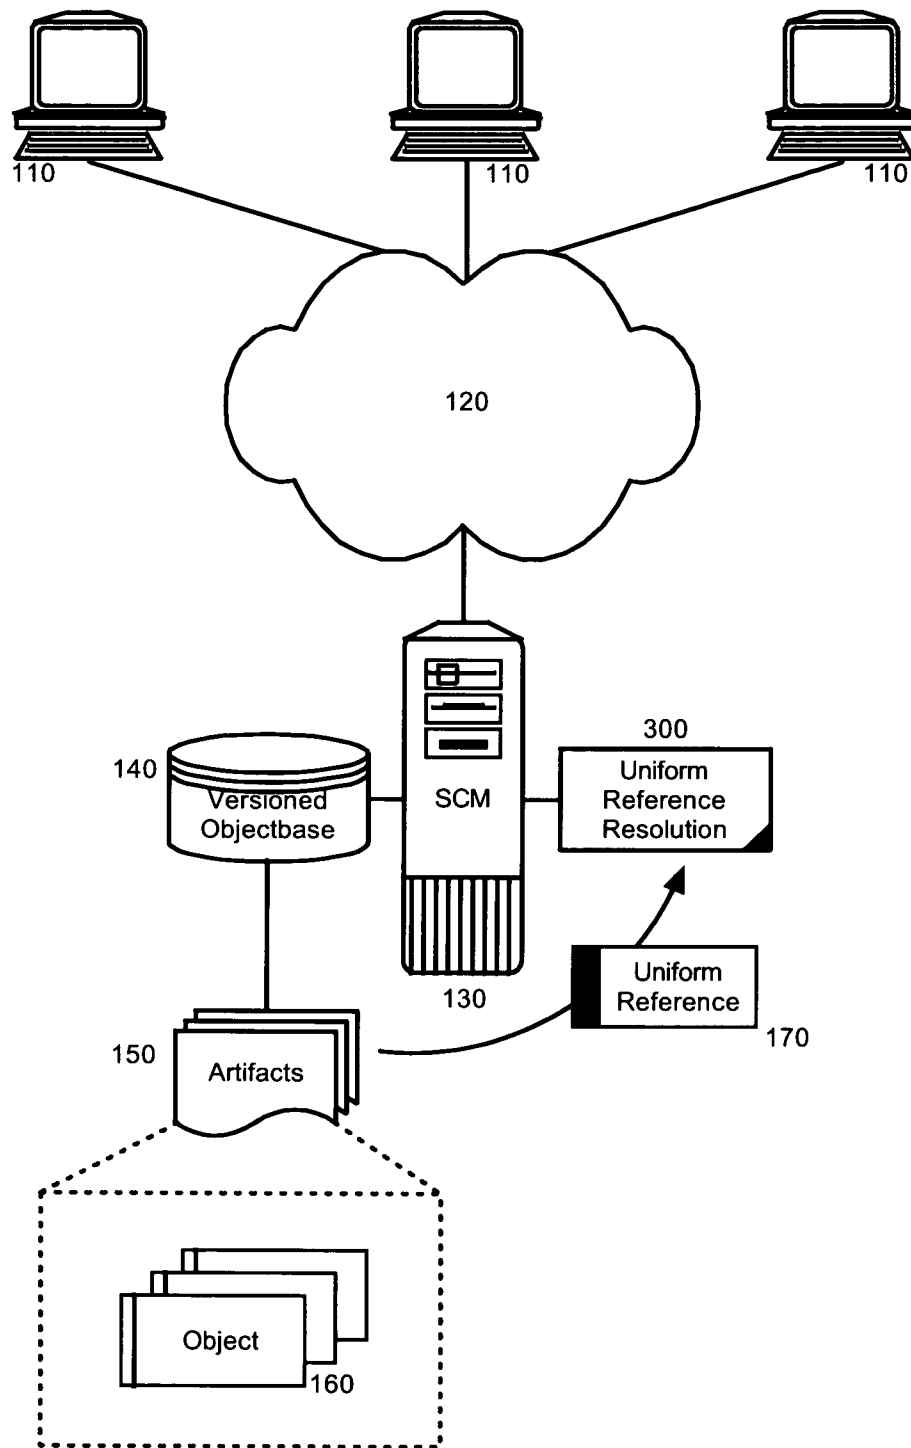 110
110
110
120
300
140
Versioned
Objectbase
SCM
Uniform
Reference
Resolution
130
Uniform
Reference
170
150
Artifacts
Object
160